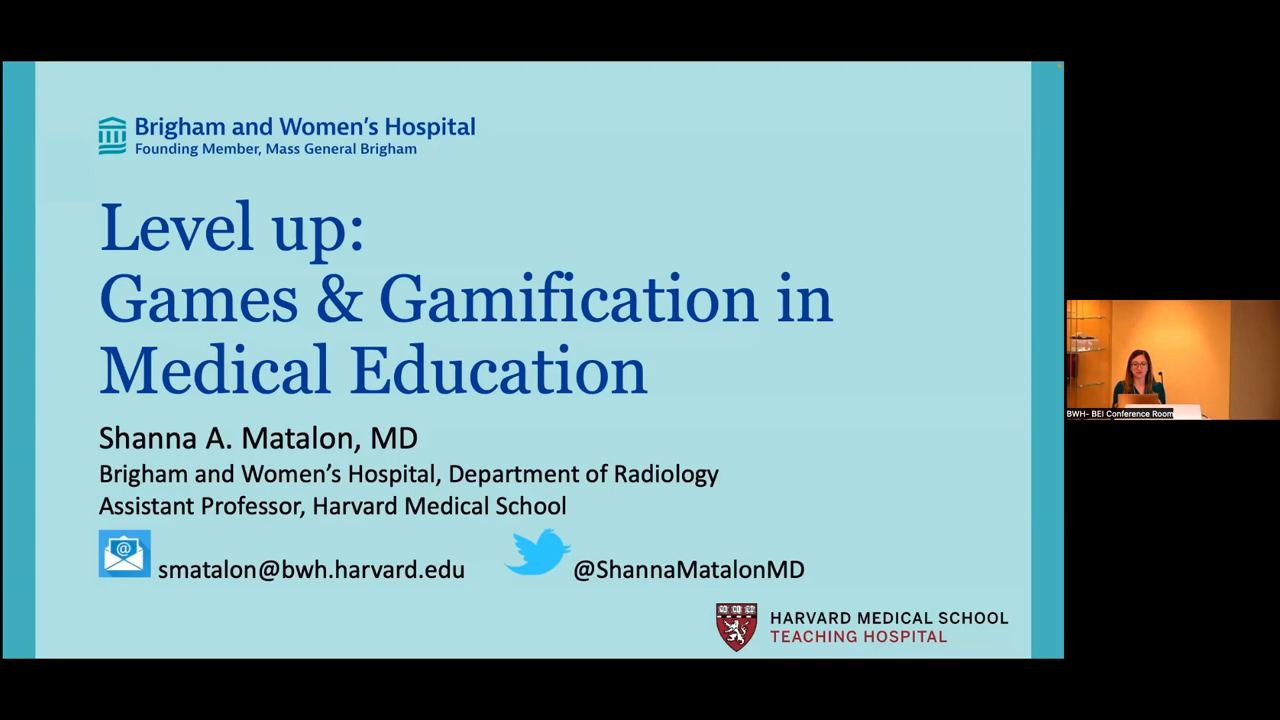 Brigham and Women's Hospital
Founding Member, Mass General Brigham
Level up:
Games & Gamification in
Medical Education
Shanna A. Matalon, MD
Brigham and Women's Hospital, Department of Radiology
Assistant Professor, Harvard Medical School
@
smatalon@bwh.harvard.edu
@ShannaMatalonMD
HARVARD MEDICAL SCHOOL
TEACHING HOSPITAL
BWH- BEI Conference Room